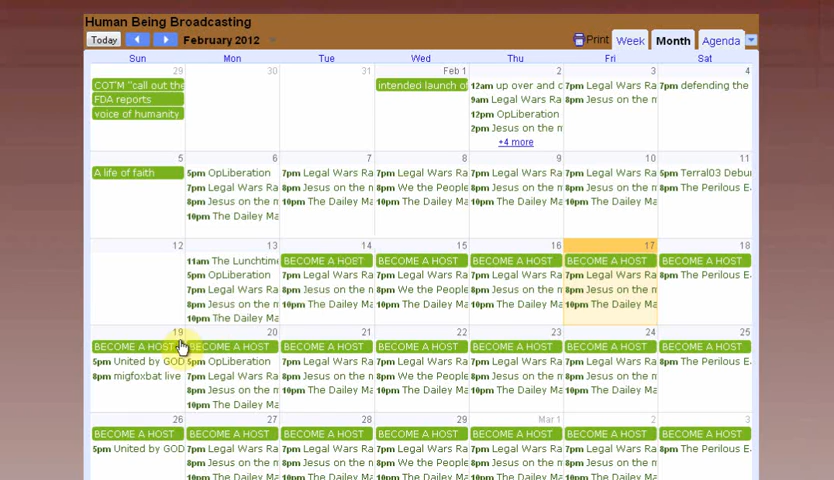 Human Being Broadcasting
Today February 2012 Print Week Month Agenda
Sun Mon Tue Wed Thu Fri Sat
29 30 31 Feb 1 2 3 4
COT'M "call out the intended launch of 12am up over and c 7pm Legal Wars Ra 7pm defending the
FDA reports 9am Legal Wars Ra 8pm Jesus on the m
voice of humanity 12pm OpLiberation
2pm Jesus on the m
+4 more
5 6 7 8 9 10 11
A life of faith 5pm OpLiberation 7pm Legal Wars Ra 7pm Legal Wars Ra 7pm Legal Wars Ra 7pm Legal Wars Ra 5pm Terral03 Debu
7pm Legal Wars Ra 8pm Jesus on the m 8pm We the People 8pm Jesus on the m 8pm Jesus on the m 8pm The Perilous E
8pm Jesus on the m 10pm The Dailey Ma 10pm The Dailey Ma 10pm The Dailey Ma 10pm The Dailey Ma
10pm The Dailey Ma
12 13 14 15 16 17 18
11am The Lunchtime BECOME A HOST BECOME A HOST BECOME A HOST BECOME A HOST BECOME A HOST
5pm OpLiberation 7pm Legal Wars Ra 7pm Legal Wars Ra 7pm Legal Wars Ra 7pm Legal Wars Ra 8pm The Perilous E
7pm Legal Wars Ra 8pm Jesus on the m 8pm We the People 8pm Jesus on the m 8pm Jesus on the m
8pm Jesus on the m 10pm The Dailey Ma 10pm The Dailey Ma 10pm The Dailey Ma 10pm The Dailey Ma
10pm The Dailey Ma
19 20 21 22 23 24 25
BECOME A HOST BECOME A HOST BECOME A HOST BECOME A HOST BECOME A HOST BECOME A HOST BECOME A HOST
5pm United by GOD 5pm OpLiberation 7pm Legal Wars Ra 7pm Legal Wars Ra 7pm Legal Wars Ra 7pm Legal Wars Ra 8pm The Perilous E
8pm migfoxbat live 7pm Legal Wars Ra 8pm Jesus on the m 8pm We the People 8pm Jesus on the m 8pm Jesus on the m
8pm Jesus on the m 10pm The Dailey Ma 10pm The Dailey Ma 10pm The Dailey Ma 10pm The Dailey Ma
10pm The Dailey Ma
26 27 28 29 Mar 1 2 3
BECOME A HOST BECOME A HOST BECOME A HOST BECOME A HOST BECOME A HOST BECOME A HOST BECOME A HOST
5pm United by GOD 5pm OpLiberation 7pm Legal Wars Ra 7pm Legal Wars Ra 7pm Legal Wars Ra 7pm Legal Wars Ra 8pm The Perilous E
7pm Legal Wars Ra 8pm Jesus on the m 8pm We the People 8pm Jesus on the m 8pm Jesus on the m
8pm Jesus on the m 10pm The Dailey Ma 10pm The Dailey Ma 10pm The Dailey Ma 10pm The Dailey Ma